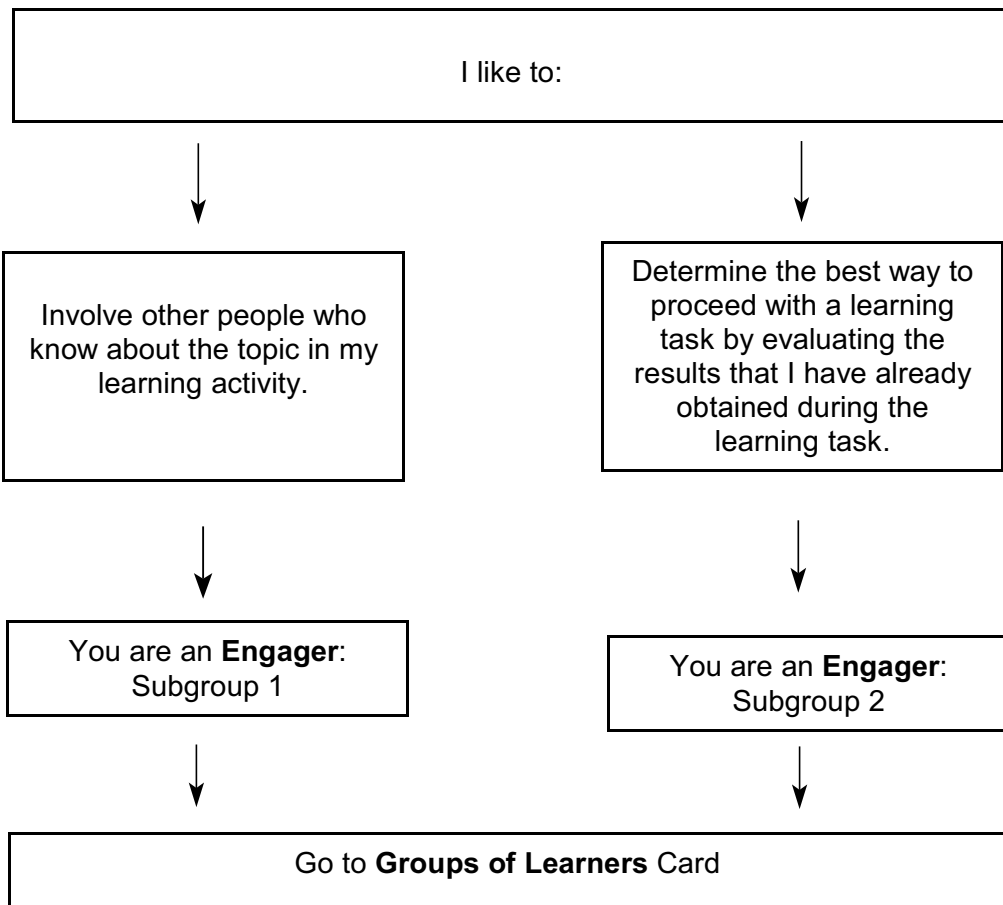 I like to:
Involve other people who
know about the topic in my
learning activity.
Determine the best way to
proceed with a learning
task by evaluating the
results that I have already
obtained during the
learning task.
You are an Engager:
Subgroup 1
You are an Engager:
Subgroup 2
Go to Groups of Learners Card